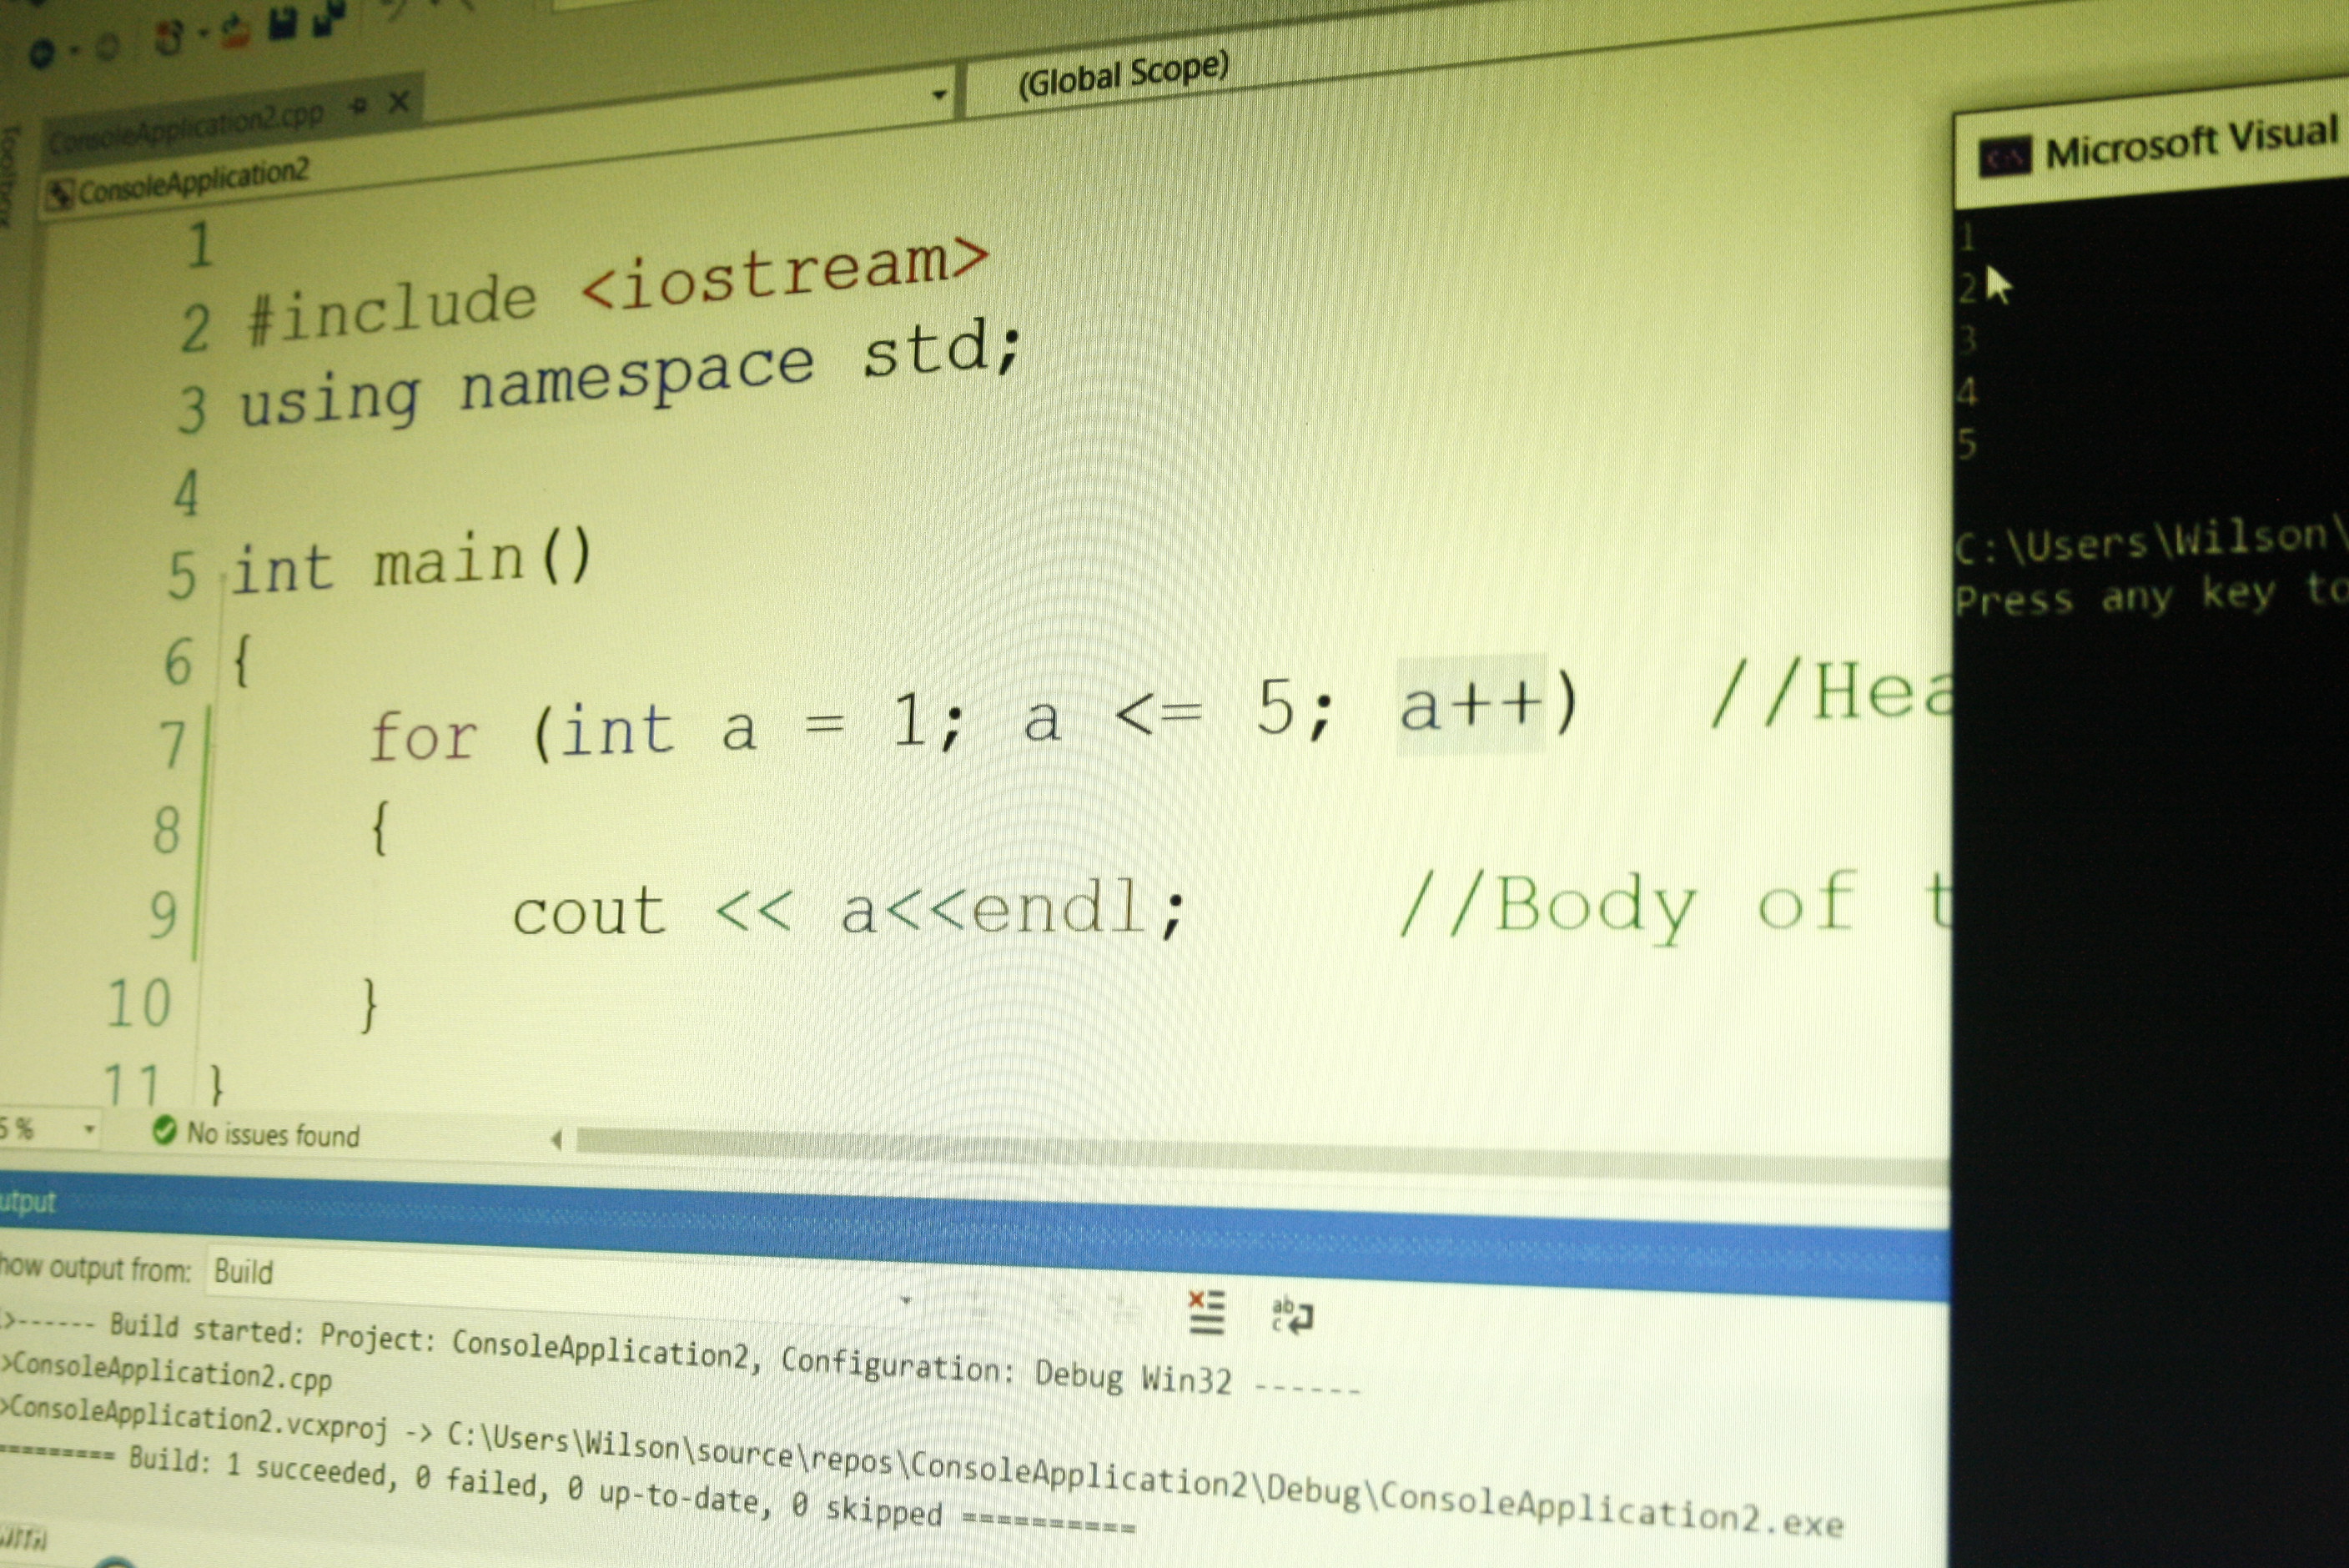 ConsoleApplication2.cpp
(Global Scope)
ConsoleApplication2
Toolbox
1
2 #include <iostream>
3 using namespace std;
4
5 int main()
6 {
7 for (int a = 1; a <= 5; a++) //Hea
8 {
9 cout << a<<endl; //Body of t
10 }
11 }
5 %
No issues found
utput
how output from: Build
>------ Build started: Project: ConsoleApplication2, Configuration: Debug Win32 ------
>ConsoleApplication2.cpp
>ConsoleApplication2.vcxproj -> C:\Users\Wilson\source\repos\ConsoleApplication2\Debug\ConsoleApplication2.exe
========= Build: 1 succeeded, 0 failed, 0 up-to-date, 0 skipped ==========
Microsoft Visual
1
2
3
4
5
C:\Users\Wilson\
Press any key to